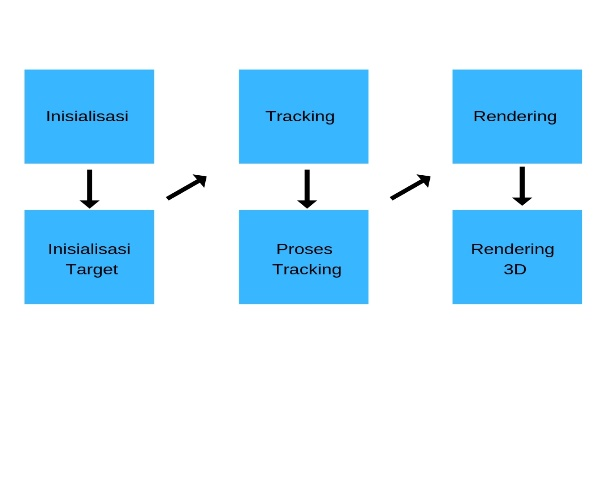 Inisialisasi
Tracking
Rendering
Inisialisasi
Target
Proses
Tracking
Rendering
3D